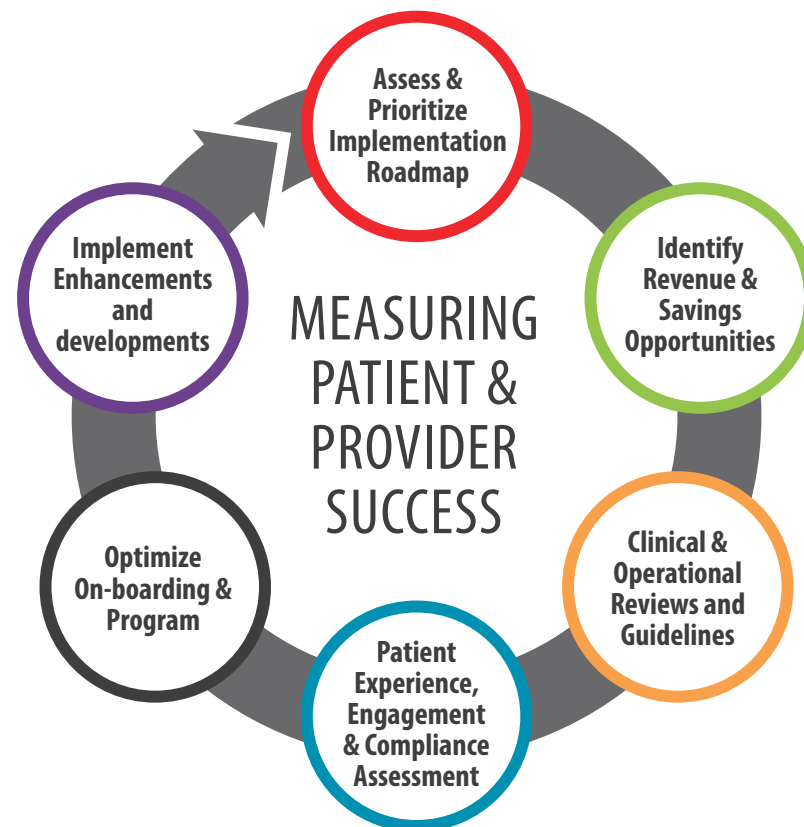 Assess &
Prioritize
Implementation
Roadmap
Identify
Revenue &
Savings
Opportunities
Clinical &
Operational
Reviews and
Guidelines
Patient
Experience,
Engagement
& Compliance
Assessment
Optimize
On-boarding &
Program
Implement
Enhancements
and
developments
MEASURING
PATIENT &
PROVIDER
SUCCESS